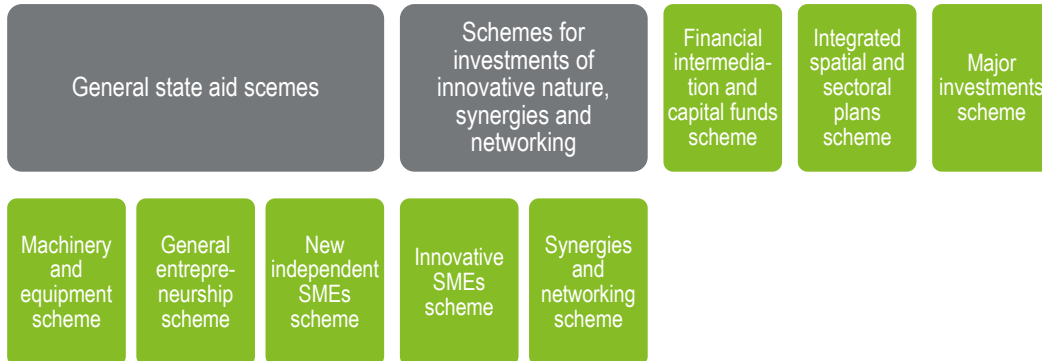 General state aid scemes
Schemes for
investments of
innovative nature,
synergies and
networking
Financial
intermedia-
tion and
capital funds
scheme
Integrated
spatial and
sectoral
plans
scheme
Major
investments
scheme
Machinery
and
equipment
scheme
General
entrepre-
neurship
scheme
New
independent
SMEs
scheme
Innovative
SMEs
scheme
Synergies
and
networking
scheme